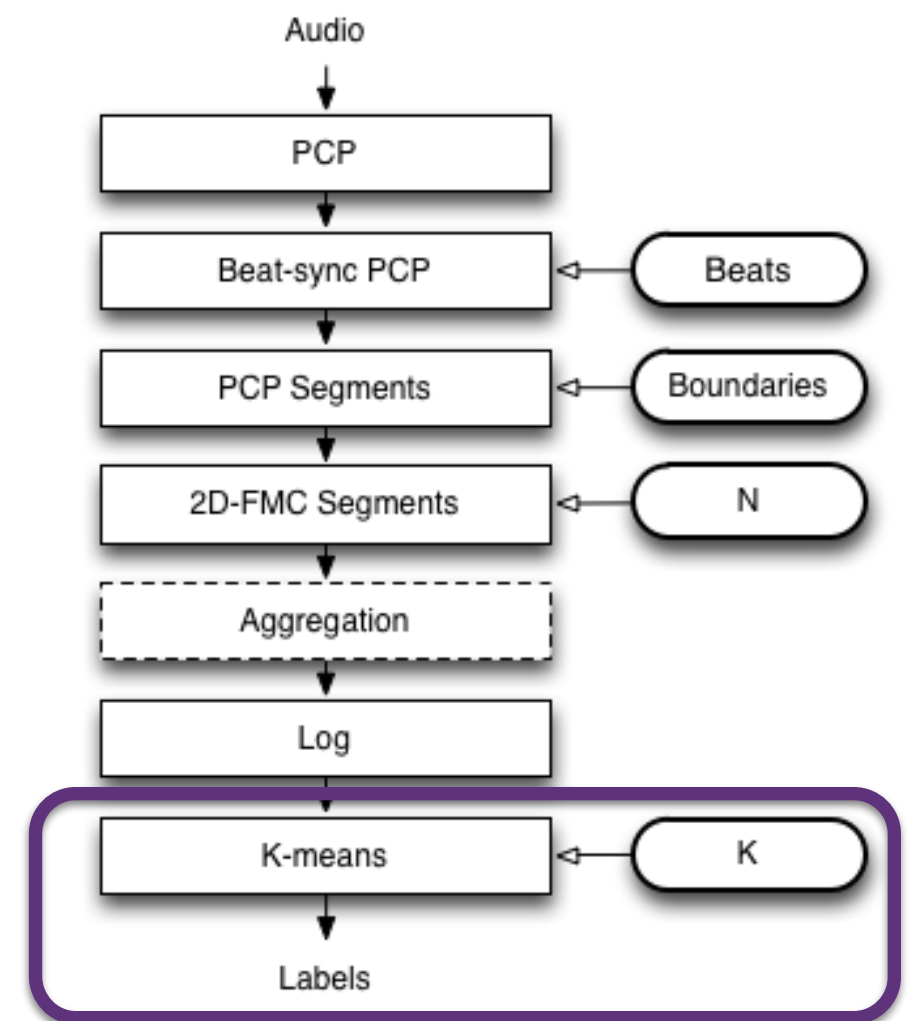 Audio
PCP
Beat-sync PCP
Beats
PCP Segments
Boundaries
2D-FMC Segments
N
Aggregation
Log
K-means
K
Labels